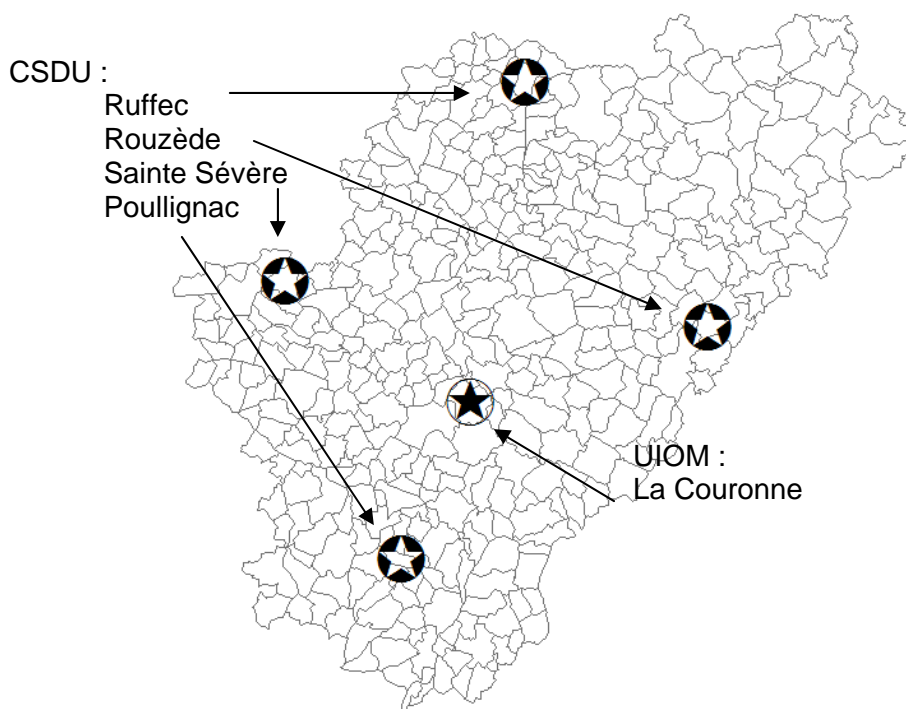 CSDU :
Ruffec
Rouzède
Sainte Sévère
Poullignac
UIOM :
La Couronne